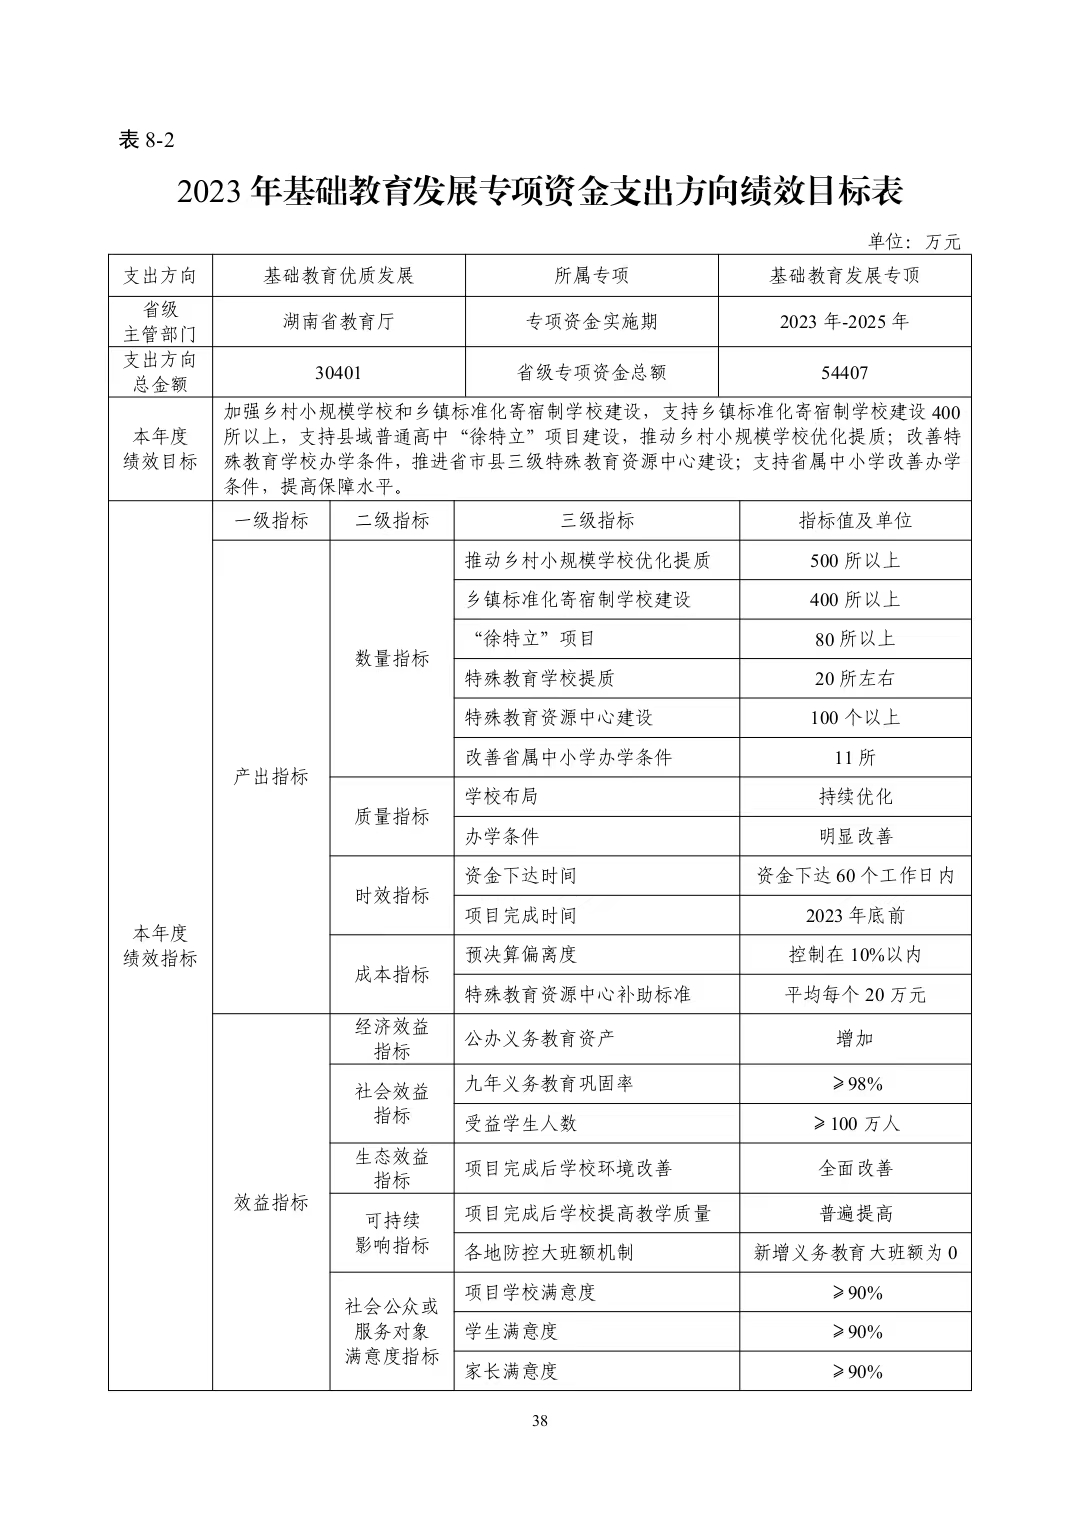 表 8-2
2023 年基础教育发展专项资金支出方向绩效目标表
单位：万元
支出方向 基础教育优质发展 所属专项 基础教育发展专顶
省级
主管部门 湖南省教育厅 专项资金实施期 2023 年-2025 年
支出方向
总金额 30401 省级专项资金总额 54407
本年度
绩效目标
加强乡村小规模学校和乡镇标准化寄宿制学校建设，支持乡镇标准化寄宿制学校建设 400
所以上，支持县域普通高中“徐特立”项目建设，推动乡村小规模学校优化提质；改善特
殊教育学校办学条件，推进省市县三级特殊教育资源中心建设；支持省属中小学改善办学
条件，提高保障水平。
本年度
绩效指标
一级指标 二级指标 三级指标 指标值及单位
产出指标
数量指标
推动乡村小规模学校优化提质 500 所以上
乡镇标准化寄宿制学校建设 400 所以上
“徐特立”项目 80 所以上
特殊教育学校提质 20 所左右
特殊教育资源中心建设 100 个以上
改善省属中小学办学条件 11 所
质量指标
学校布局 持续优化
办学条件 明显改善
时效指标
资金下达时间 资金下达 60 个工作日内
项目完成时间 2023 年底前
成本指标
预决算偏离度 控制在 10%以内
特殊教育资源中心补助标准 平均每个 20 万元
效益指标
经济效益
指标
公办义务教育资产 增加
社会效益
指标
九年义务教育巩固率 ≥98%
受益学生人数 ≥100 万人
生态效益
指标
项目完成后学校环境改善 全面改善
可持续
影响指标
项目完成后学校提高教学质量 普遍提高
各地防控大班额机制 新增义务教育大班额为 0
社会公众或
服务对象
满意度指标
项目学校满意度 ≥90%
学生满意度 ≥90%
家长满意度 ≥90%
38